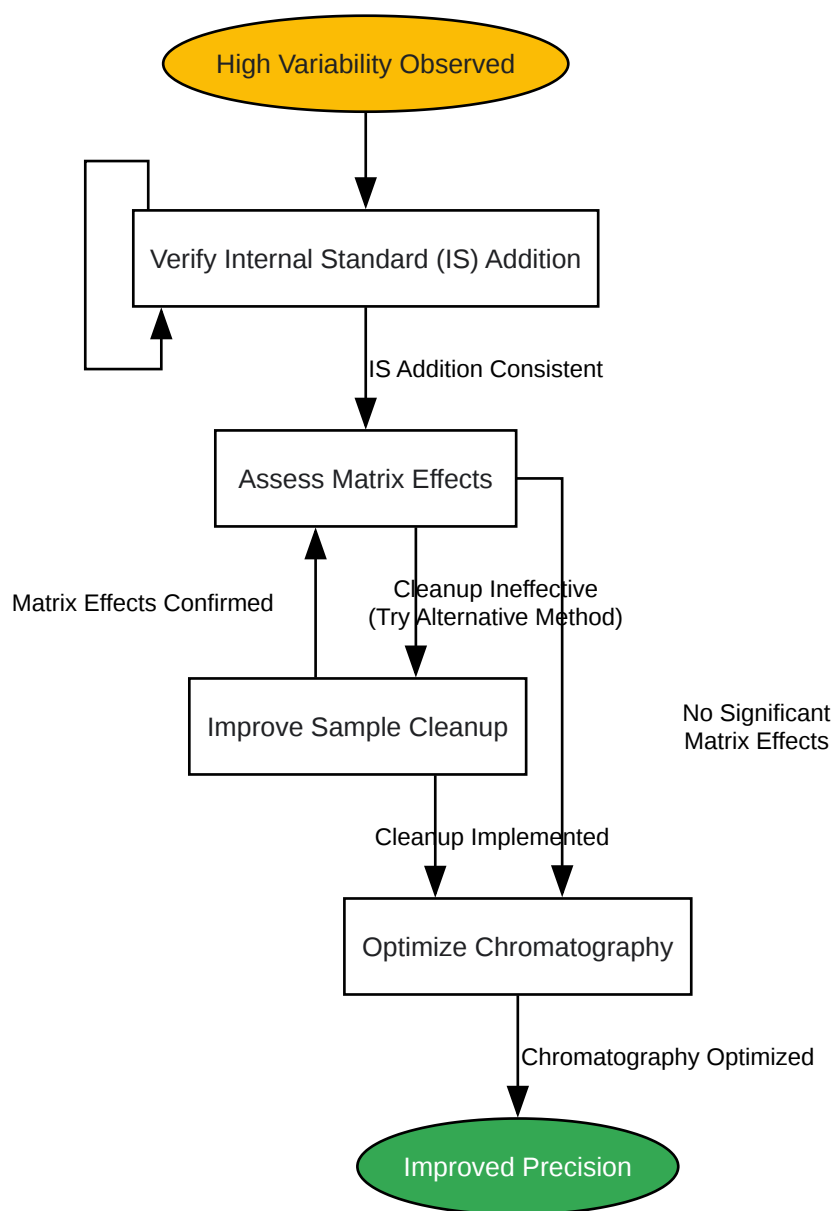 High Variability Observed
Verify Internal Standard (IS) Addition
IS Addition Consistent
Assess Matrix Effects
Matrix Effects Confirmed
Cleanup Ineffective
(Try Alternative Method)
Improve Sample Cleanup
No Significant
Matrix Effects
Cleanup Implemented
Optimize Chromatography
Chromatography Optimized
Improved Precision